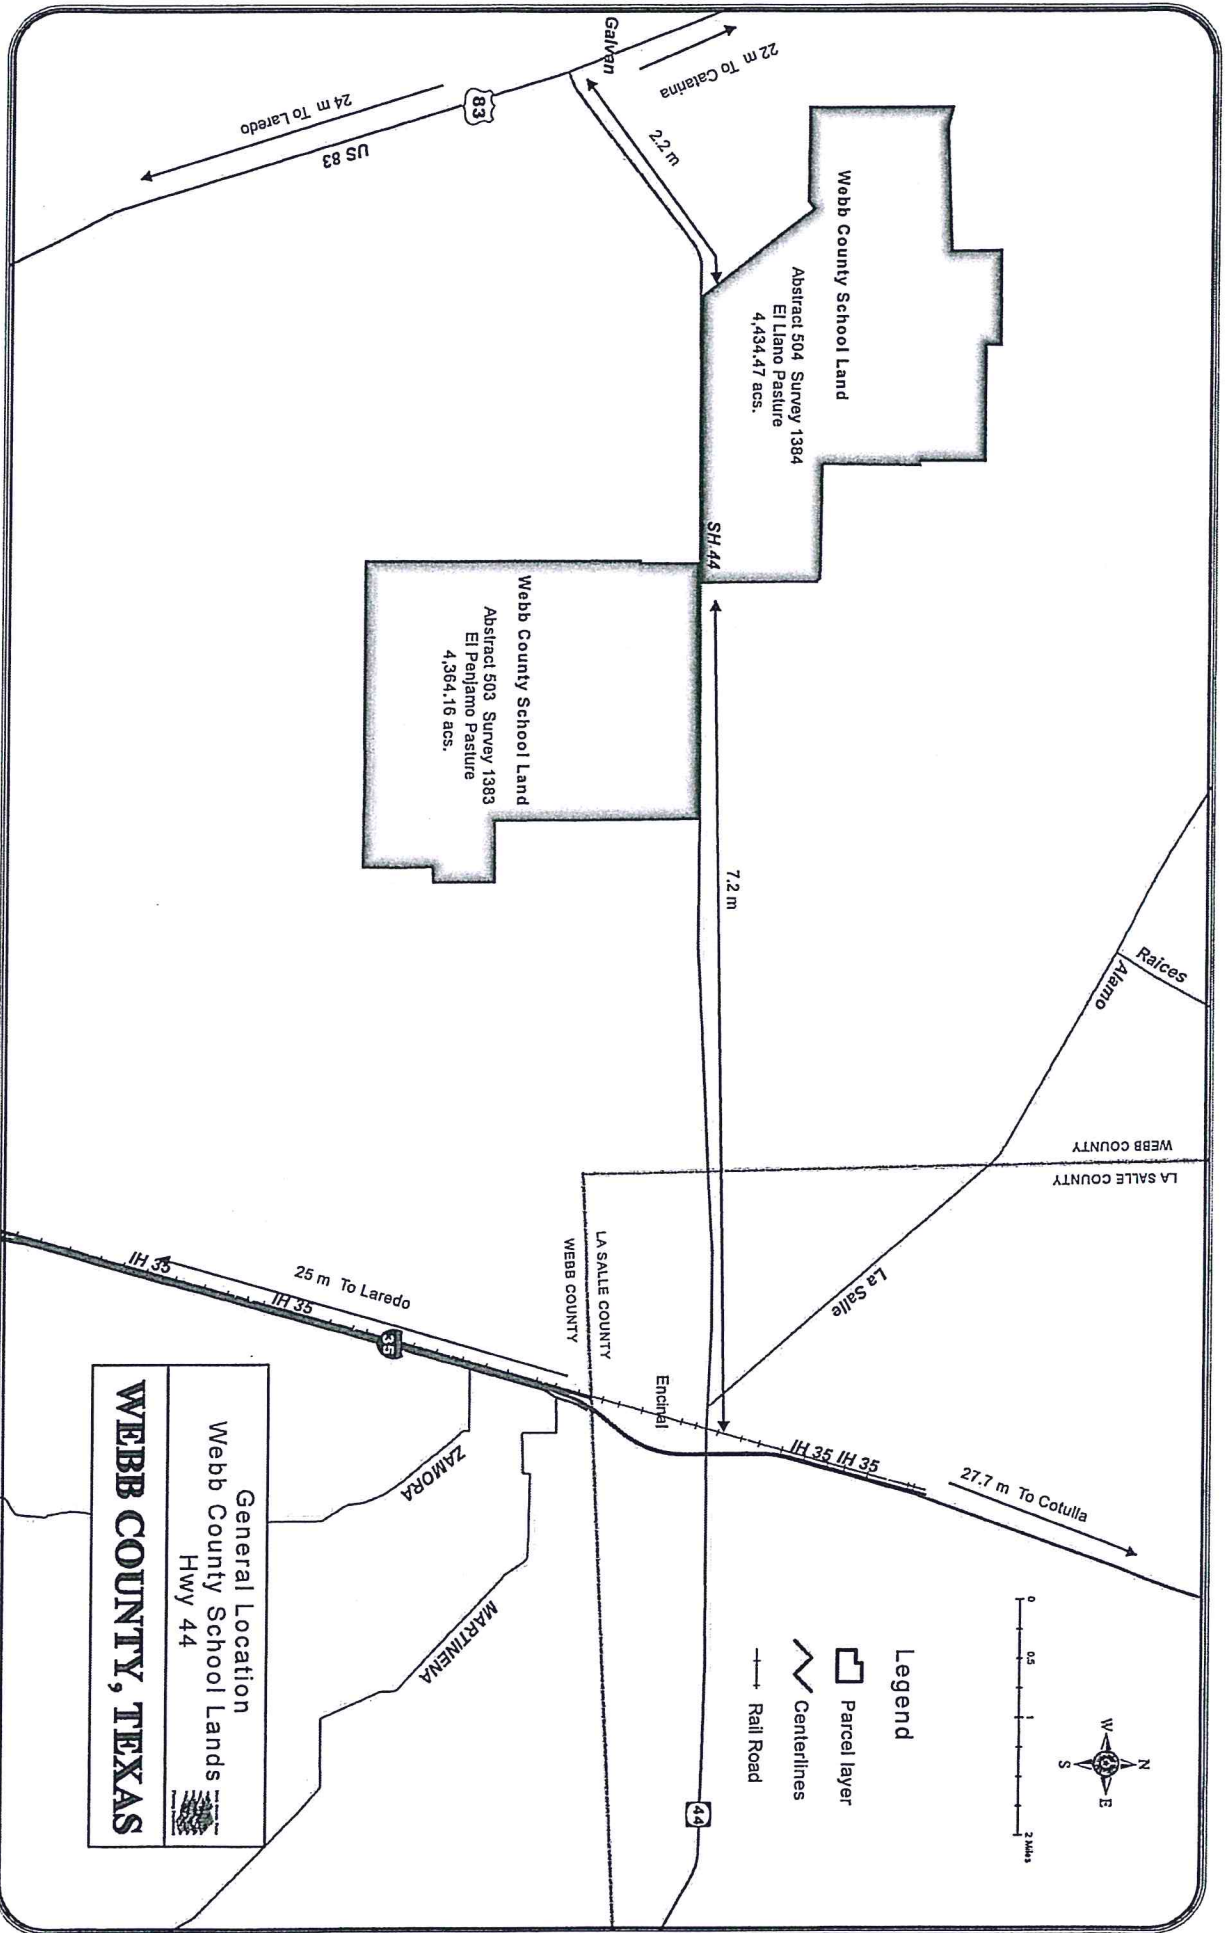 22 m To Catarina
Galvan
2.2 m
83
24 m To Laredo
US 83
Webb County School Land
Abstract 504 Survey 1384
El Llano Pasture
4,434.47 acs.
SH 44
Webb County School Land
Abstract 503 Survey 1383
El Penjamo Pasture
4,364.16 acs.
7.2 m
Raices
Alamo
WEBB COUNTY
LA SALLE COUNTY
La Salle
LA SALLE COUNTY
WEBB COUNTY
Encinal
IH 35
25 m To Laredo
IH 35
35
IH 35 IH 35
27.7 m To Cotulla
ZAMORA
MARTINENA
44
N
W
E
S
0
0.5
1
2 Miles
Legend
Parcel layer
Centerlines
Rail Road
General Location
Webb County School Lands
Hwy 44
WEBB COUNTY, TEXAS